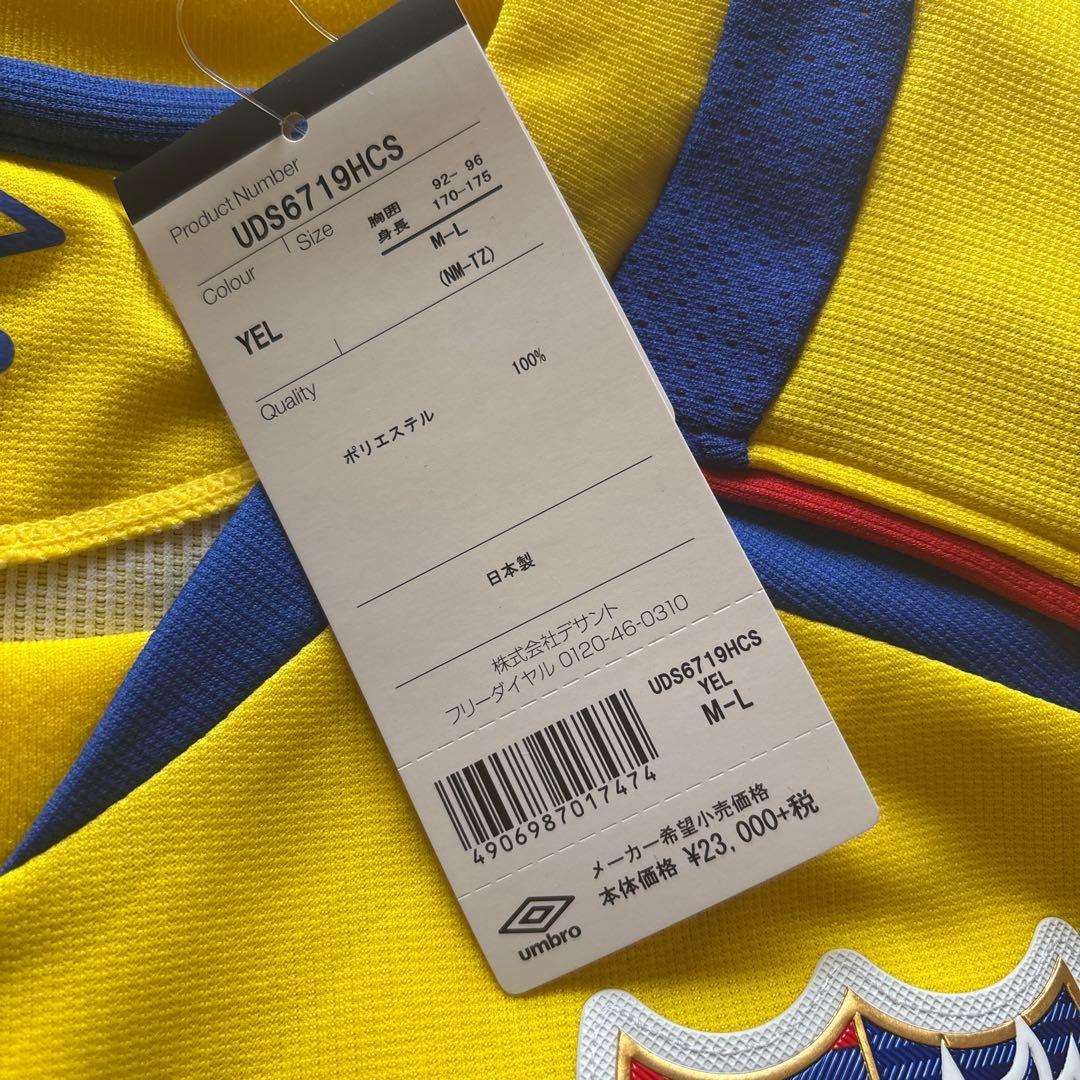 Product Number
UDS6719HCS
Colour
Size
胸囲 92- 96
身長 170-175
M-L
YEL
(NM-TZ)
Quality
ポリエステル 100%
日本製
株式会社デサント
フリーダイヤル 0120-46-0310
UDS6719HCS
YEL
M-L
4906987017474
メーカー希望小売価格
本体価格 ¥23,000+税
umbro